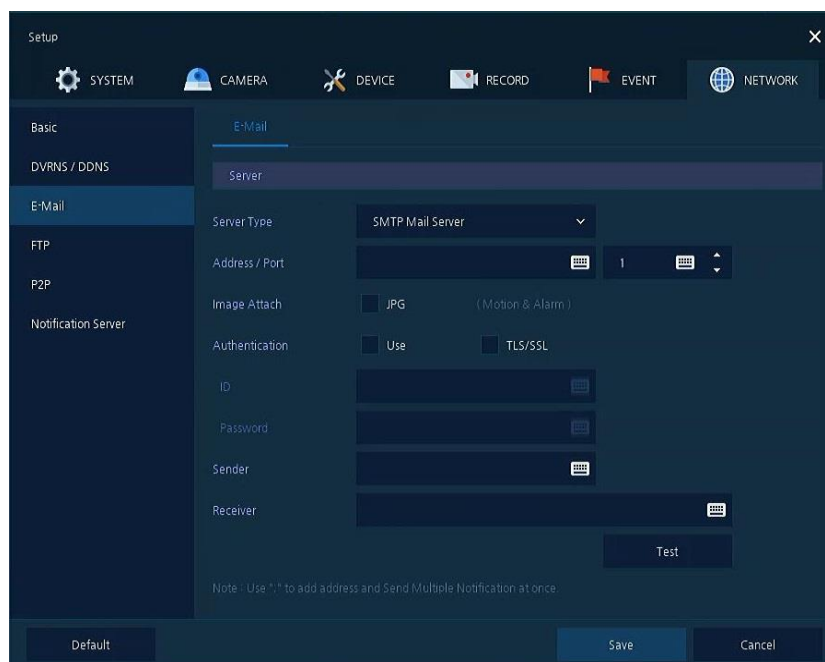 Setup
SYSTEM CAMERA DEVICE RECORD EVENT NETWORK
Basic
DVRNS / DDNS
E-Mail
FTP
P2P
Notification Server
E-Mail
Server
Server Type SMTP Mail Server
Address / Port 1
Image Attach JPG ( Motion & Alarm )
Authentication Use TLS/SSL
ID
Password
Sender
Receiver
Test
Note : Use ";" to add address and Send Multiple Notification at once.
Default Save Cancel